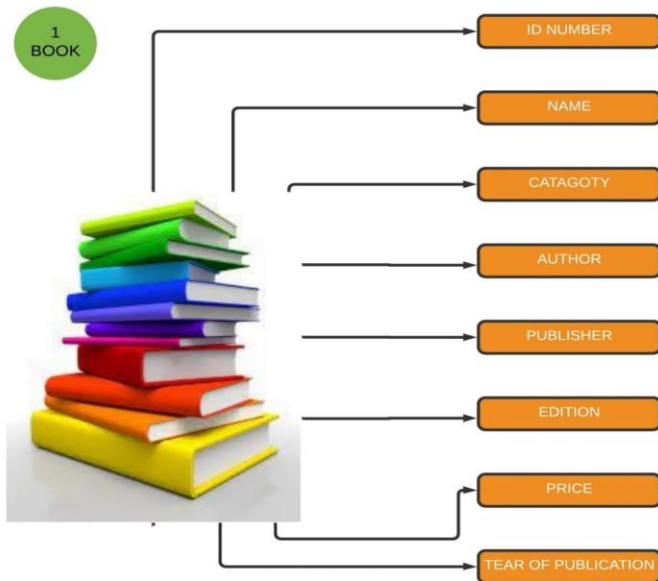 1
BOOK
ID NUMBER
NAME
CATAGOTY
AUTHOR
PUBLISHER
EDITION
PRICE
TEAR OF PUBLICATION